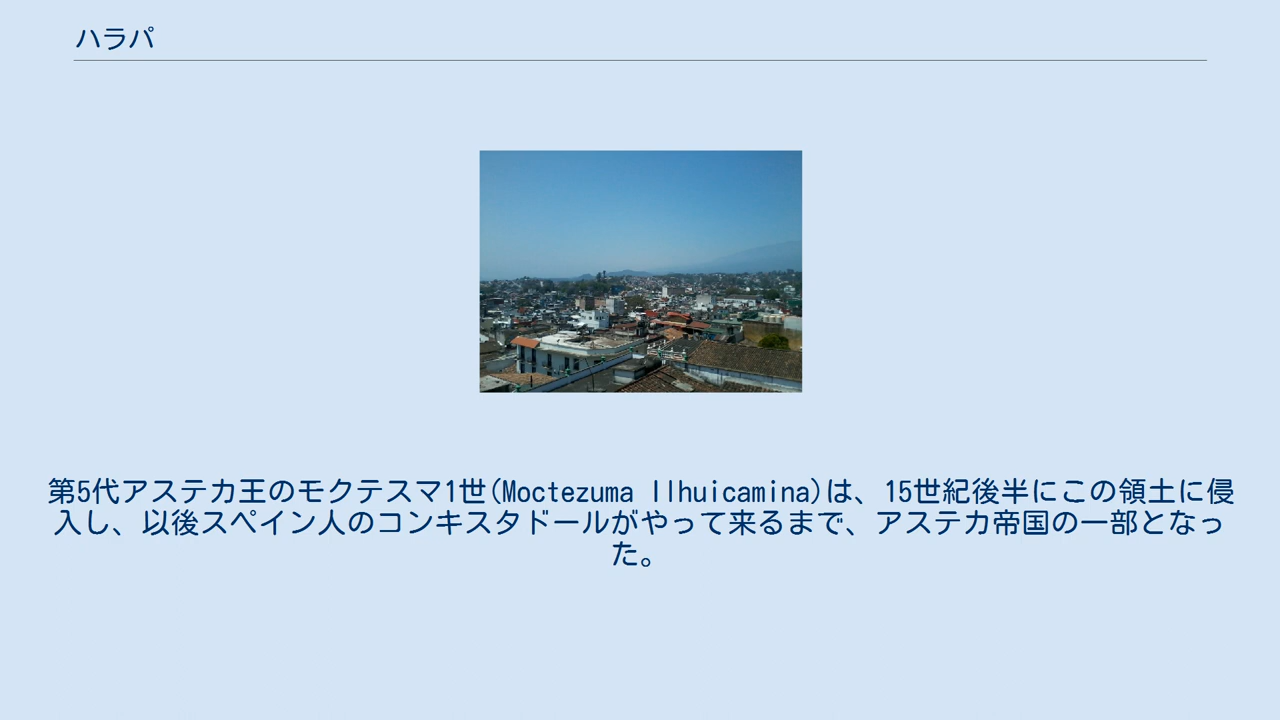 ハラパ
第5代アステカ王のモクテスマ1世(Moctezuma Ilhuicamina)は、15世紀後半にこの領土に侵
入し、以後スペイン人のコンキスタドールがやって来るまで、アステカ帝国の一部となっ
た。